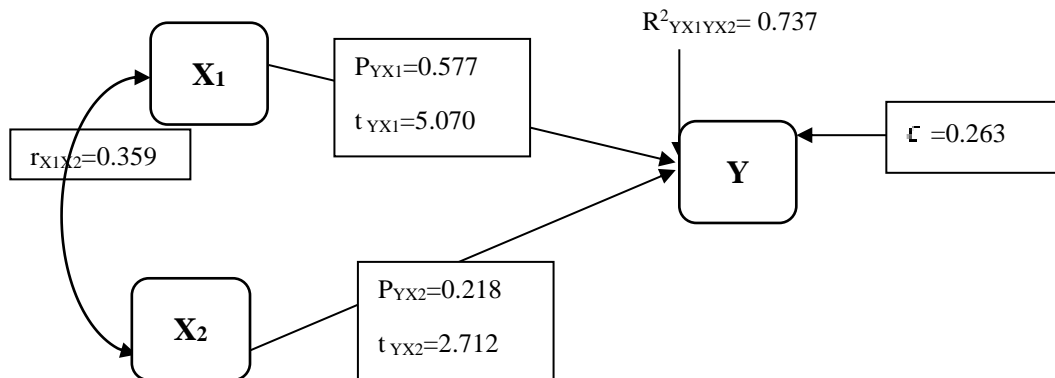 R²YX1YX2= 0.737
X1
PYX1=0.577
tYX1=5.070
rX1X2=0.359
=0.263
Y
PYX2=0.218
tYX2=2.712
X2